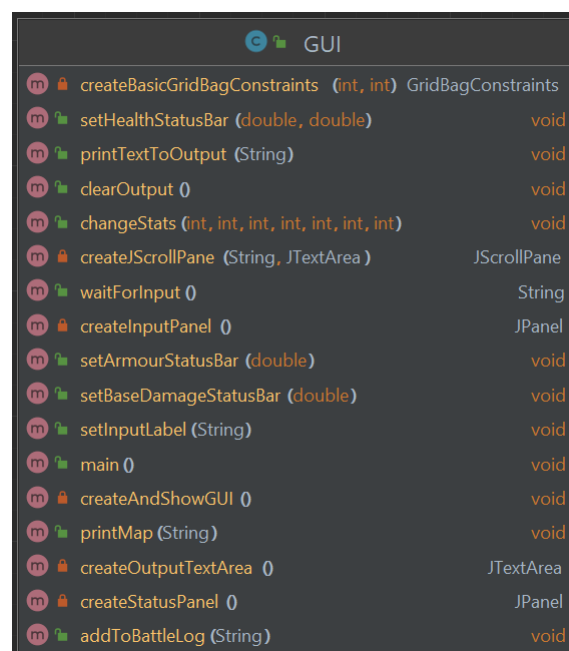 GUI
createBasicGridBagConstraints (int, int) GridBagConstraints
setHealthStatusBar (double, double) void
printTextToOutput (String) void
clearOutput () void
changeStats (int, int, int, int, int, int, int) void
createJScrollPane (String, JTextArea) JScrollPane
waitForInput () String
createInputPanel () JPanel
setArmourStatusBar (double) void
setBaseDamageStatusBar (double) void
setInputLabel (String) void
main () void
createAndShowGUI () void
printMap (String) void
createOutputTextArea () JTextArea
createStatusPanel () JPanel
addToBattleLog (String) void